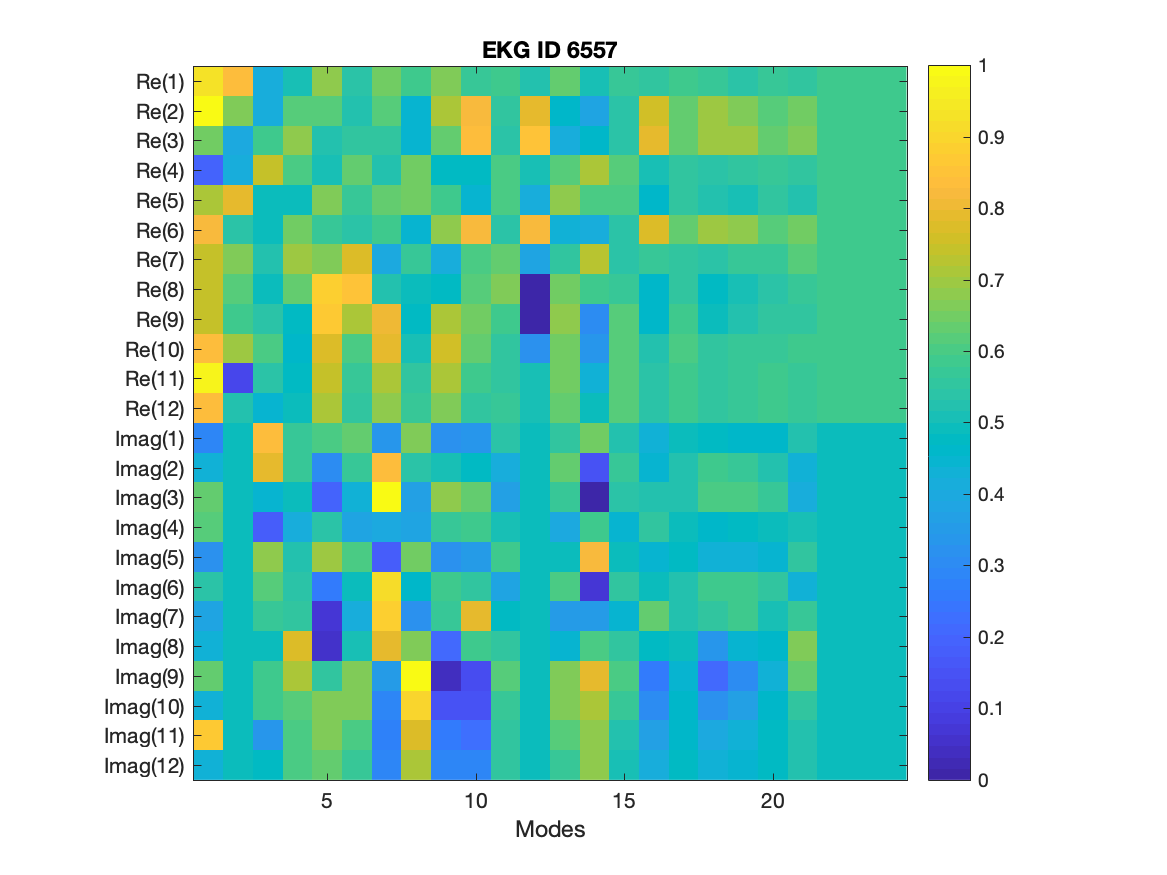 EKG ID 6557
Re(1)
Re(2)
Re(3)
Re(4)
Re(5)
Re(6)
Re(7)
Re(8)
Re(9)
Re(10)
Re(11)
Re(12)
Imag(1)
Imag(2)
Imag(3)
Imag(4)
Imag(5)
Imag(6)
Imag(7)
Imag(8)
Imag(9)
Imag(10)
Imag(11)
Imag(12)
5 10 15 20
Modes
1
0.9
0.8
0.7
0.6
0.5
0.4
0.3
0.2
0.1
0